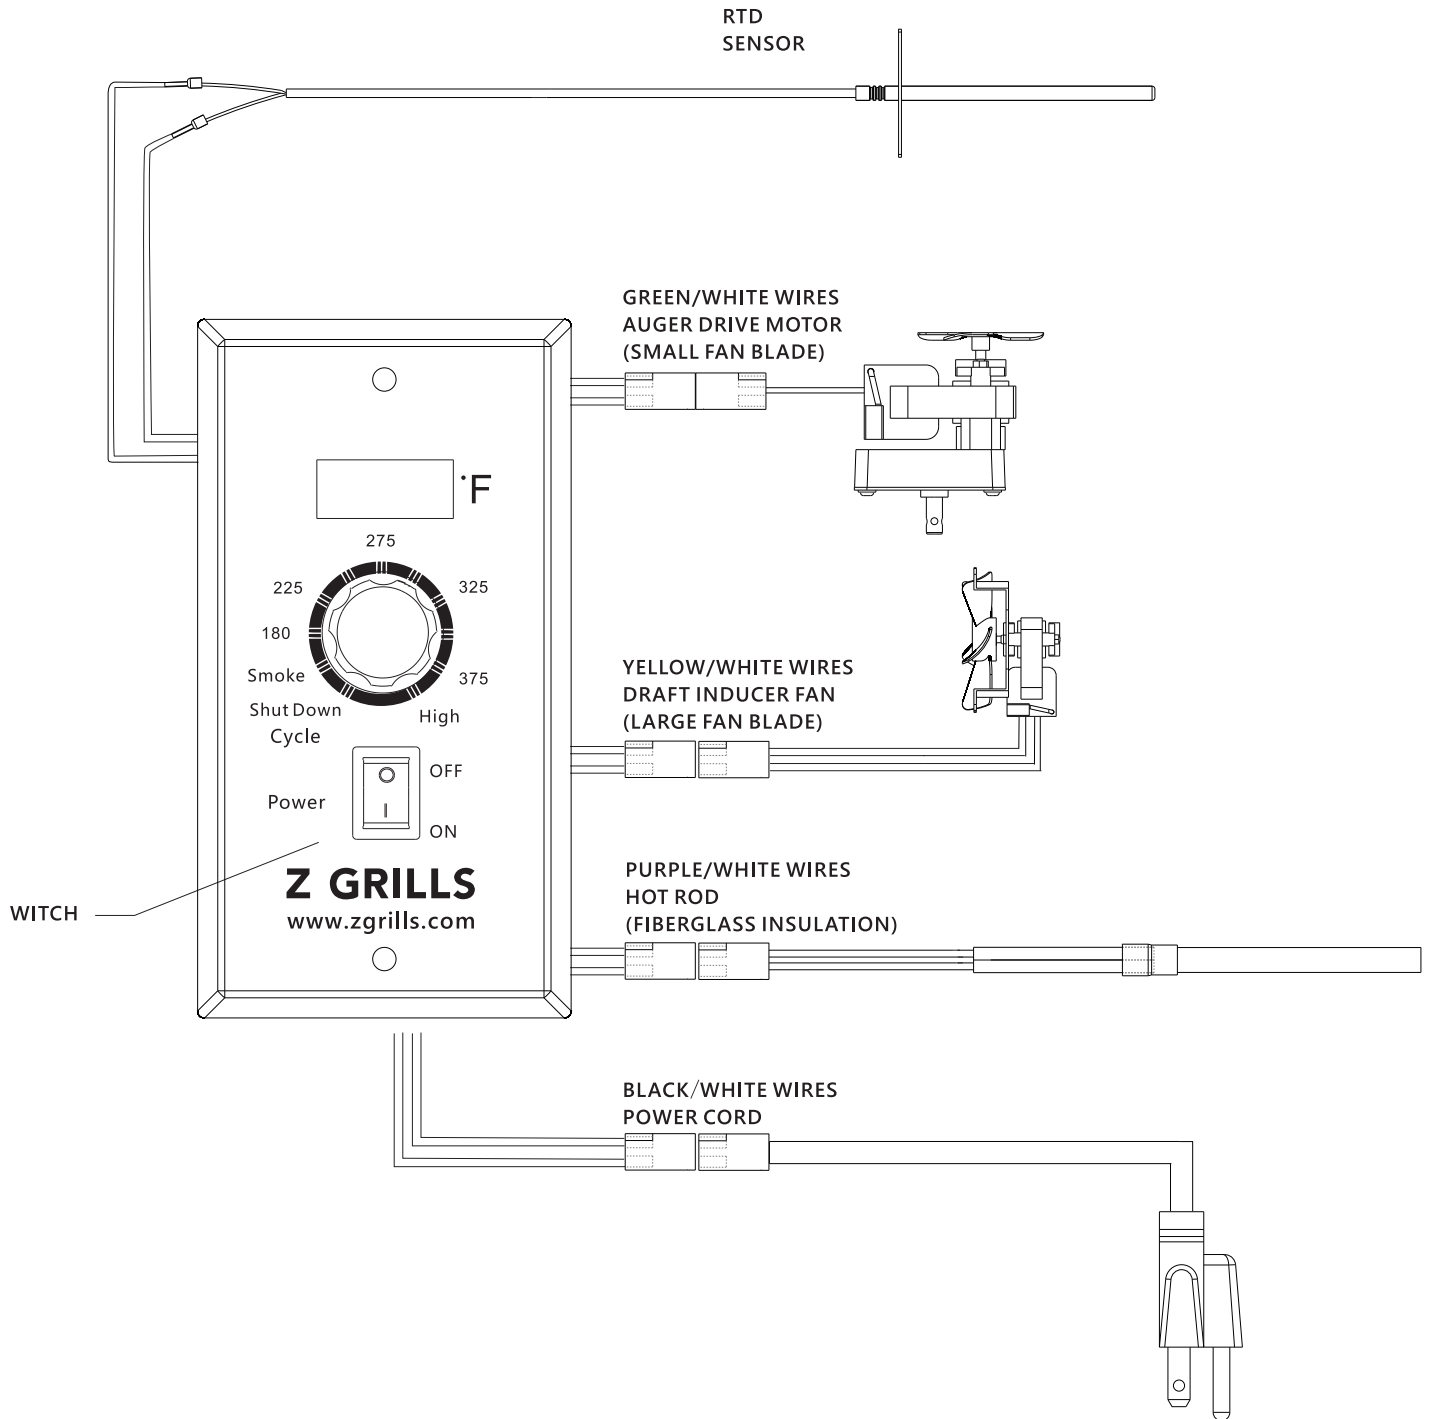 RTD
SENSOR
GREEN/WHITE WIRES
AUGER DRIVE MOTOR
(SMALL FAN BLADE)
°F
275
225
325
180
Smoke
375
Shut Down
Cycle
High
OFF
Power
ON
Z GRILLS
www.zgrills.com
WITCH
YELLOW/WHITE WIRES
DRAFT INDUCER FAN
(LARGE FAN BLADE)
PURPLE/WHITE WIRES
HOT ROD
(FIBERGLASS INSULATION)
BLACK/WHITE WIRES
POWER CORD